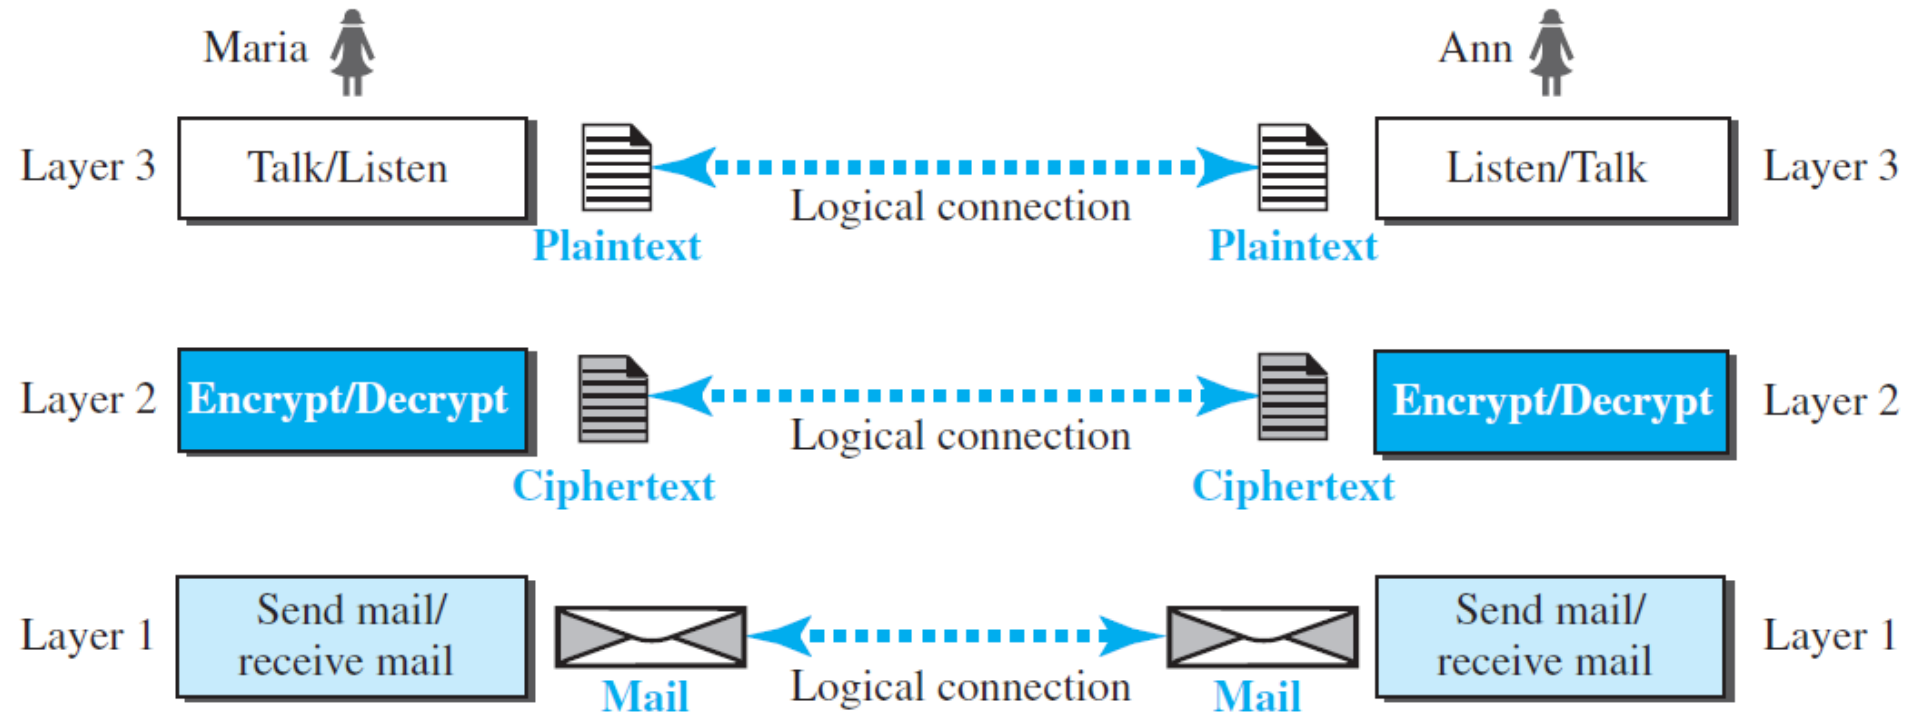 Maria
Ann
Layer 3
Talk/Listen
Listen/Talk
Layer 3
Logical connection
Plaintext
Plaintext
Layer 2
Encrypt/Decrypt
Encrypt/Decrypt
Layer 2
Logical connection
Ciphertext
Ciphertext
Layer 1
Send mail/
receive mail
Send mail/
receive mail
Layer 1
Mail
Logical connection
Mail